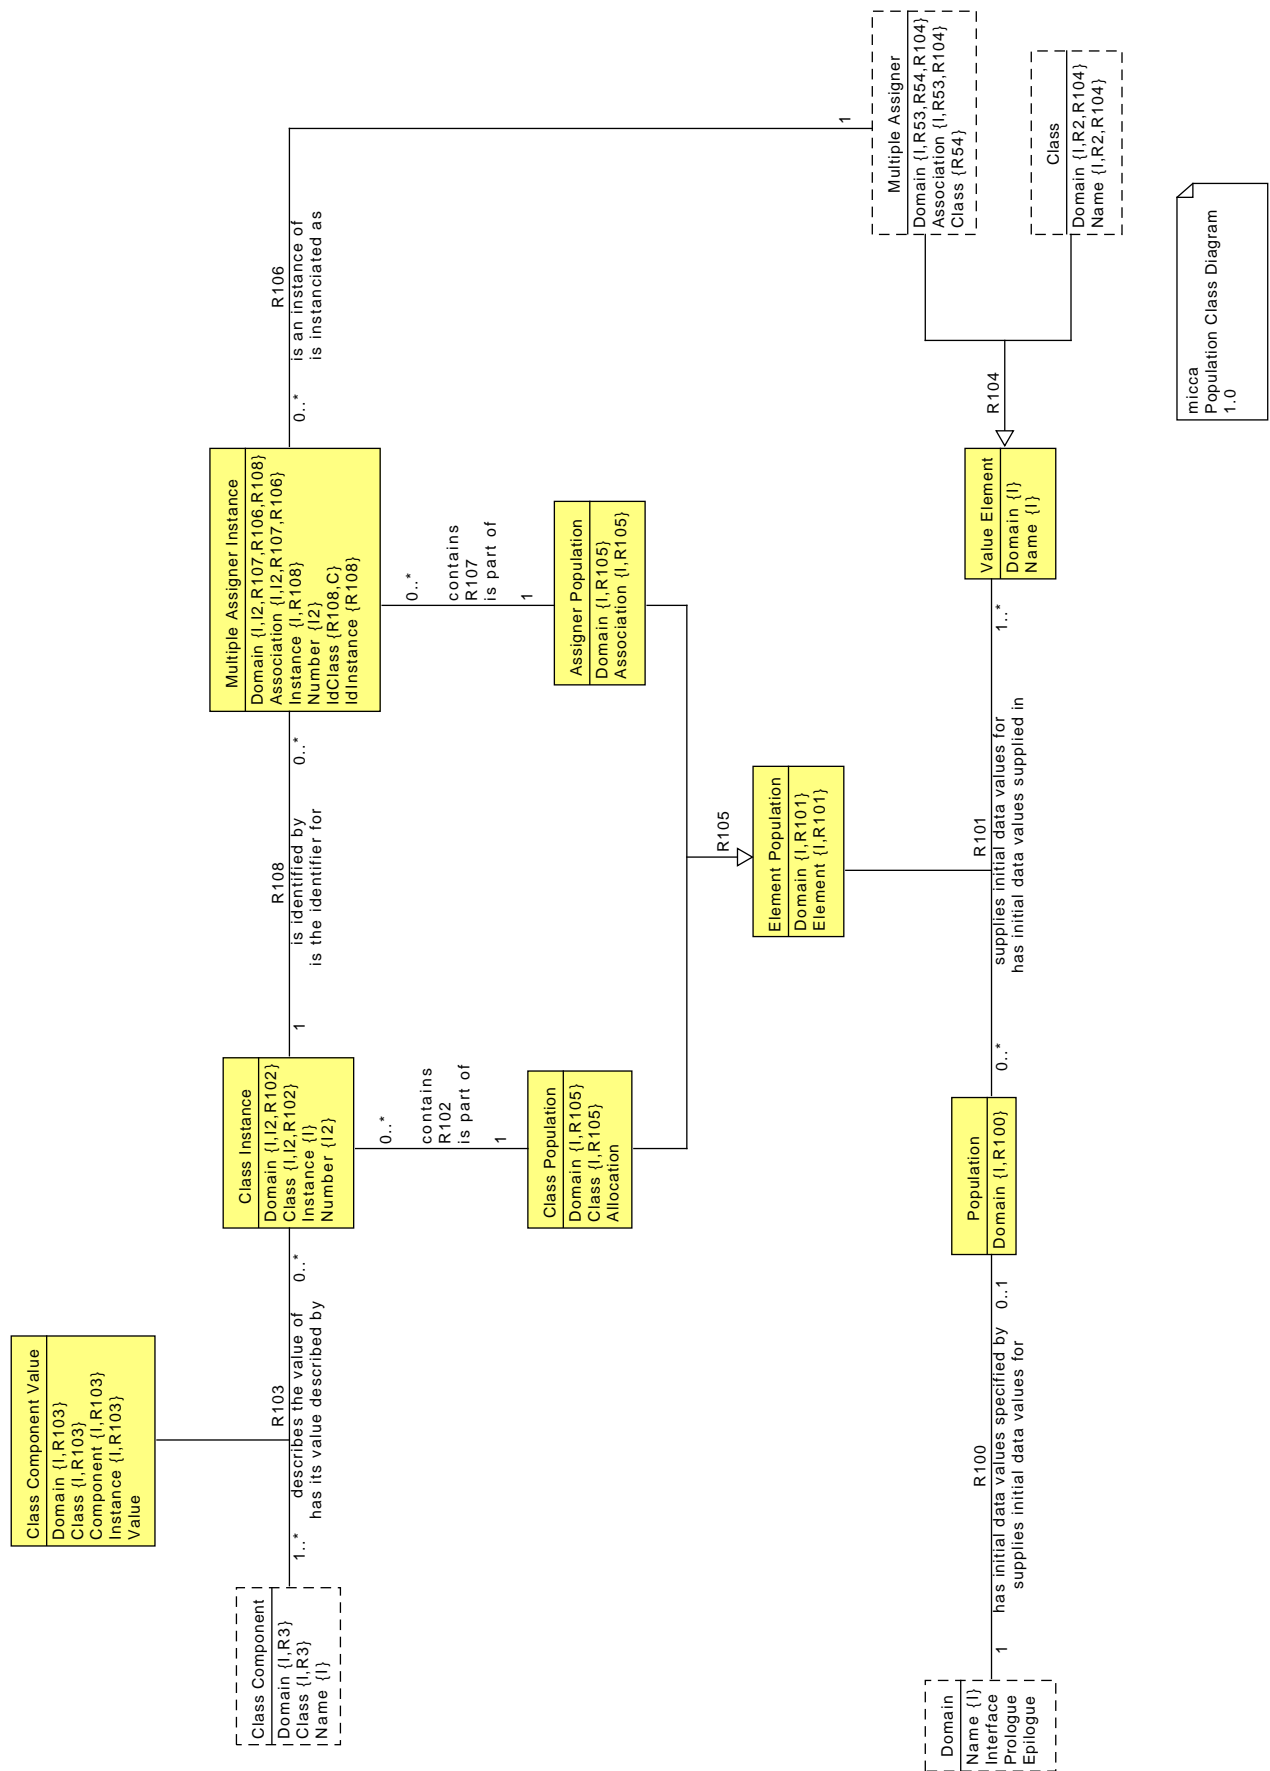 Class Component Value
Domain {I,R103}
Class {I,R103}
Component {I,R103}
Instance {I,R103}
Value
Class Component
Domain {I,R3}
Class {I,R3}
Name {I}
1..*
R103
describes the value of
has its value described by
0..*
Class Instance
Domain {I,I2,R102}
Class {I,I2,R102}
Instance {I}
Number {I2}
1
R108
is identified by
is the identifier for
0..*
Multiple Assigner Instance
Domain {I,I2,R107,R106,R108}
Association {I,I2,R107,R106}
Instance {I,R108}
Number {I2}
IdClass {R108,C}
IdInstance {R108}
0..*
R106
is an instance of
is instanciated as
1
0..*
contains
R102
is part of
1
0..*
contains
R107
is part of
1
Class Population
Domain {I,R105}
Class {I,R105}
Allocation
Assigner Population
Domain {I,R105}
Association {I,R105}
R105
Element Population
Domain {I,R101}
Element {I,R101}
Multiple Assigner
Domain {I,R53,R54,R104}
Association {I,R53,R104}
Class {R54}
Domain
Name {I}
Interface
Prologue
Epilogue
1
R100
has initial data values specified by
supplies initial data values for
0..1
Population
Domain {I,R100}
0..*
R101
supplies initial data values for
has initial data values supplied in
1..*
Value Element
Domain {I}
Name {I}
R104
Class
Domain {I,R2,R104}
Name {I,R2,R104}
micca
Population Class Diagram
1.0